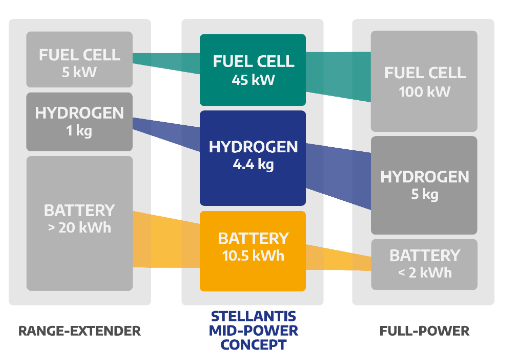 FUEL CELL
5 kW
HYDROGEN
1 kg
BATTERY
> 20 kWh
RANGE-EXTENDER
FUEL CELL
45 kW
HYDROGEN
4.4 kg
BATTERY
10.5 kWh
STELLANTIS
MID-POWER
CONCEPT
FUEL CELL
100 kW
HYDROGEN
5 kg
BATTERY
< 2 kWh
FULL-POWER